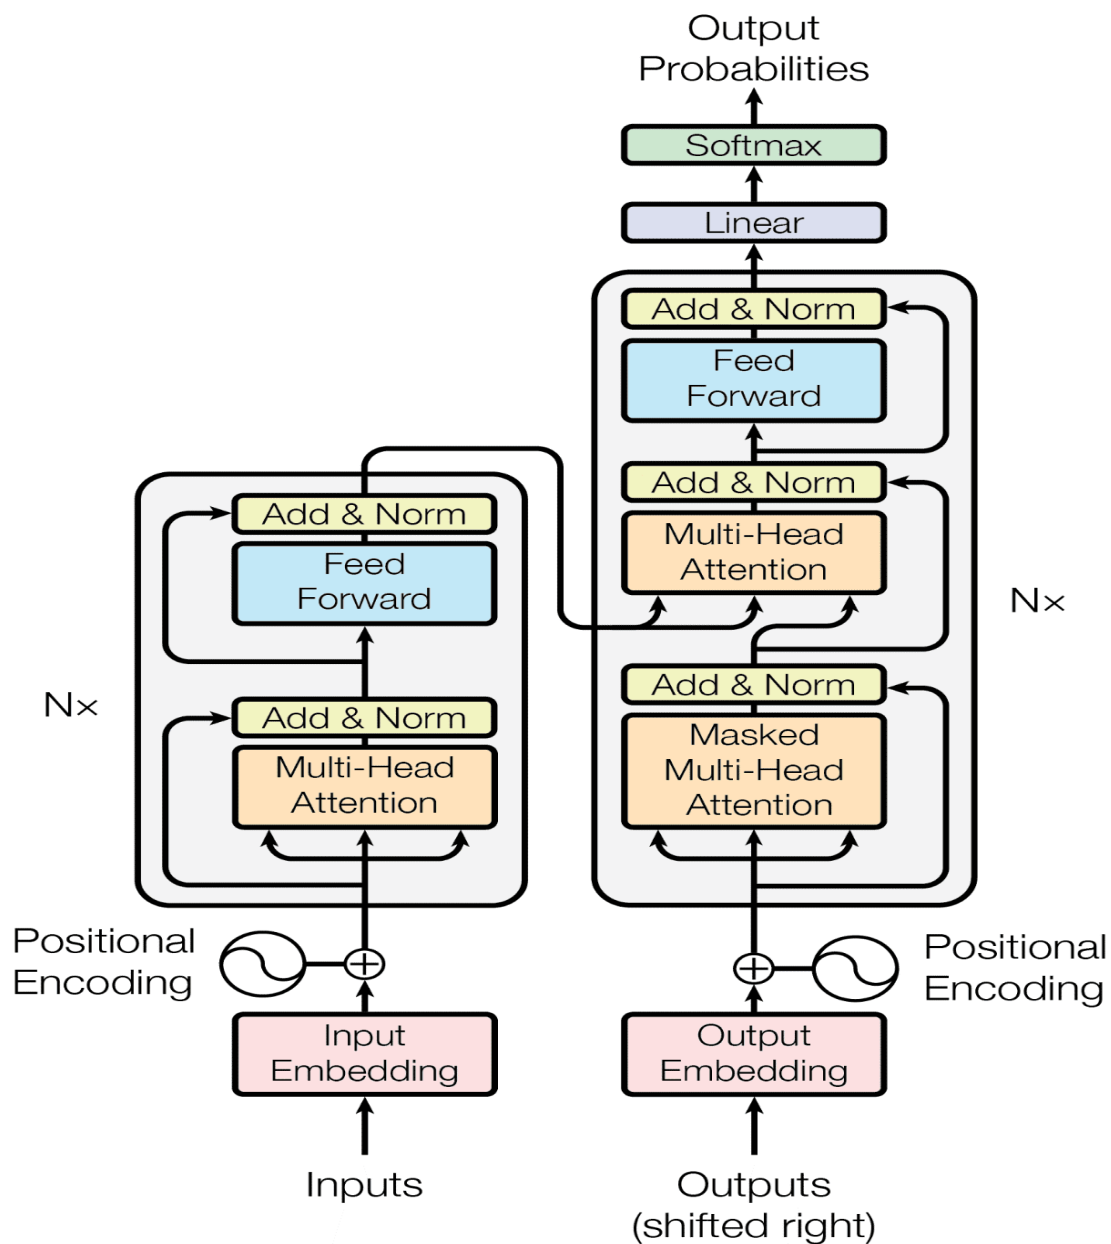 Output
Probabilities
Softmax
Linear
Add & Norm
Feed
Forward
Add & Norm
Multi-Head
Attention
Nx
Add & Norm
Masked
Multi-Head
Attention
Add & Norm
Feed
Forward
Nx
Add & Norm
Multi-Head
Attention
Positional
Encoding
Positional
Encoding
Input
Embedding
Output
Embedding
Inputs
Outputs
(shifted right)